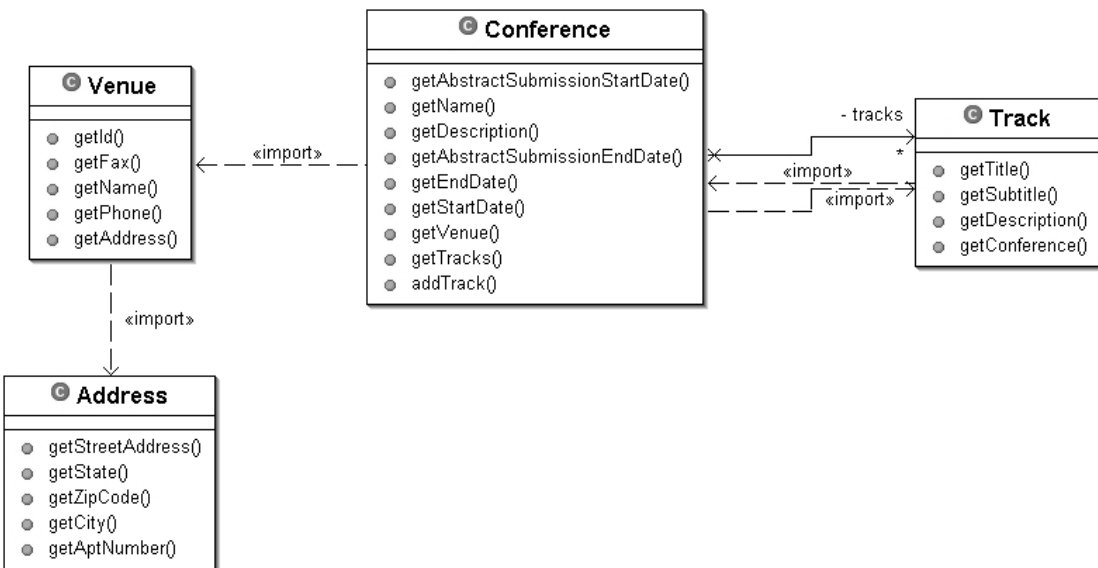 C Conference
getAbstractSubmissionStartDate()
getName()
getDescription()
getAbstractSubmissionEndDate()
getEndDate()
getStartDate()
getVenue()
getTracks()
addTrack()
C Venue
getId()
getFax()
getName()
getPhone()
getAddress()
«import»
- tracks
*
«import»
«import»
C Track
getTitle()
getSubtitle()
getDescription()
getConference()
«import»
C Address
getStreetAddress()
getState()
getZipCode()
getCity()
getAptNumber()